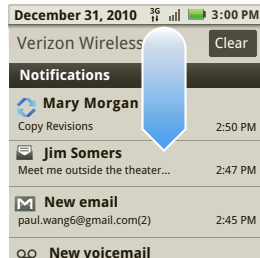 December 31, 2010 3G 3:00 PM
Verizon Wireless Clear
Notifications
Mary Morgan
Copy Revisions 2:50 PM
Jim Somers
Meet me outside the theater... 2:47 PM
New email
paul.wang6@gmail.com(2) 2:45 PM
New voicemail